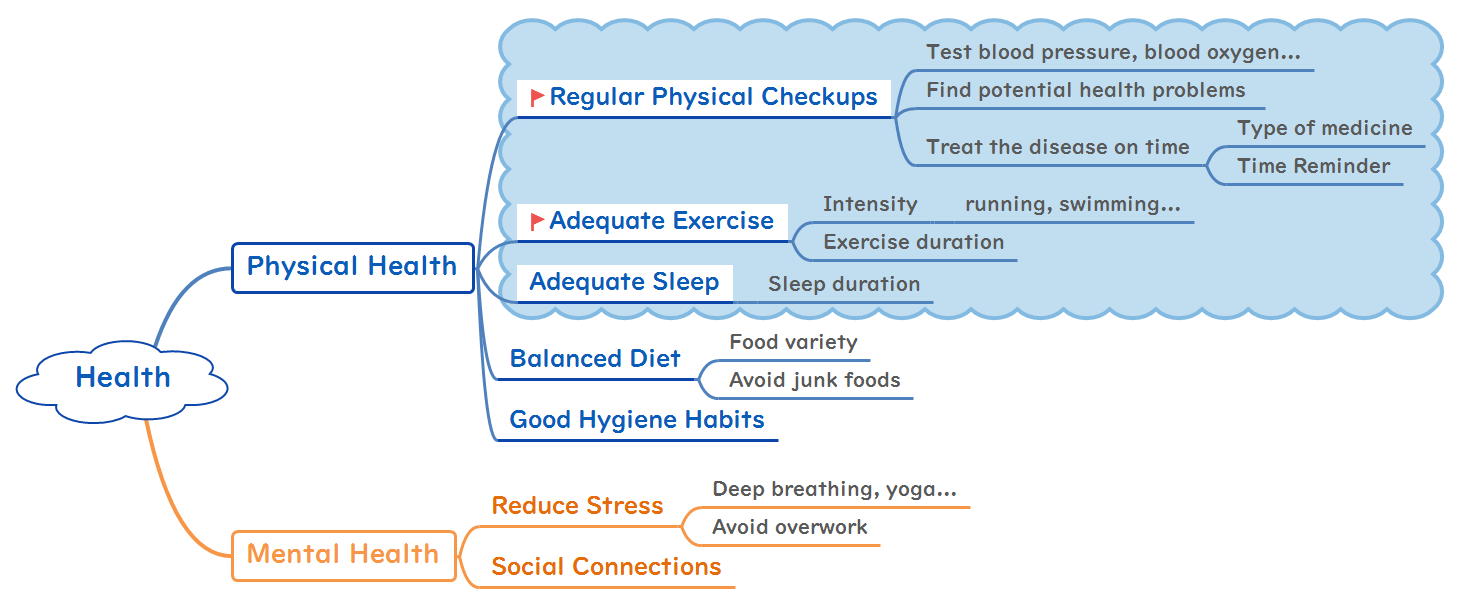 Health
Physical Health
Regular Physical Checkups
Test blood pressure, blood oxygen...
Find potential health problems
Treat the disease on time
Type of medicine
Time Reminder
Adequate Exercise
Intensity
running, swimming...
Exercise duration
Adequate Sleep
Sleep duration
Balanced Diet
Food variety
Avoid junk foods
Good Hygiene Habits
Mental Health
Reduce Stress
Deep breathing, yoga...
Avoid overwork
Social Connections